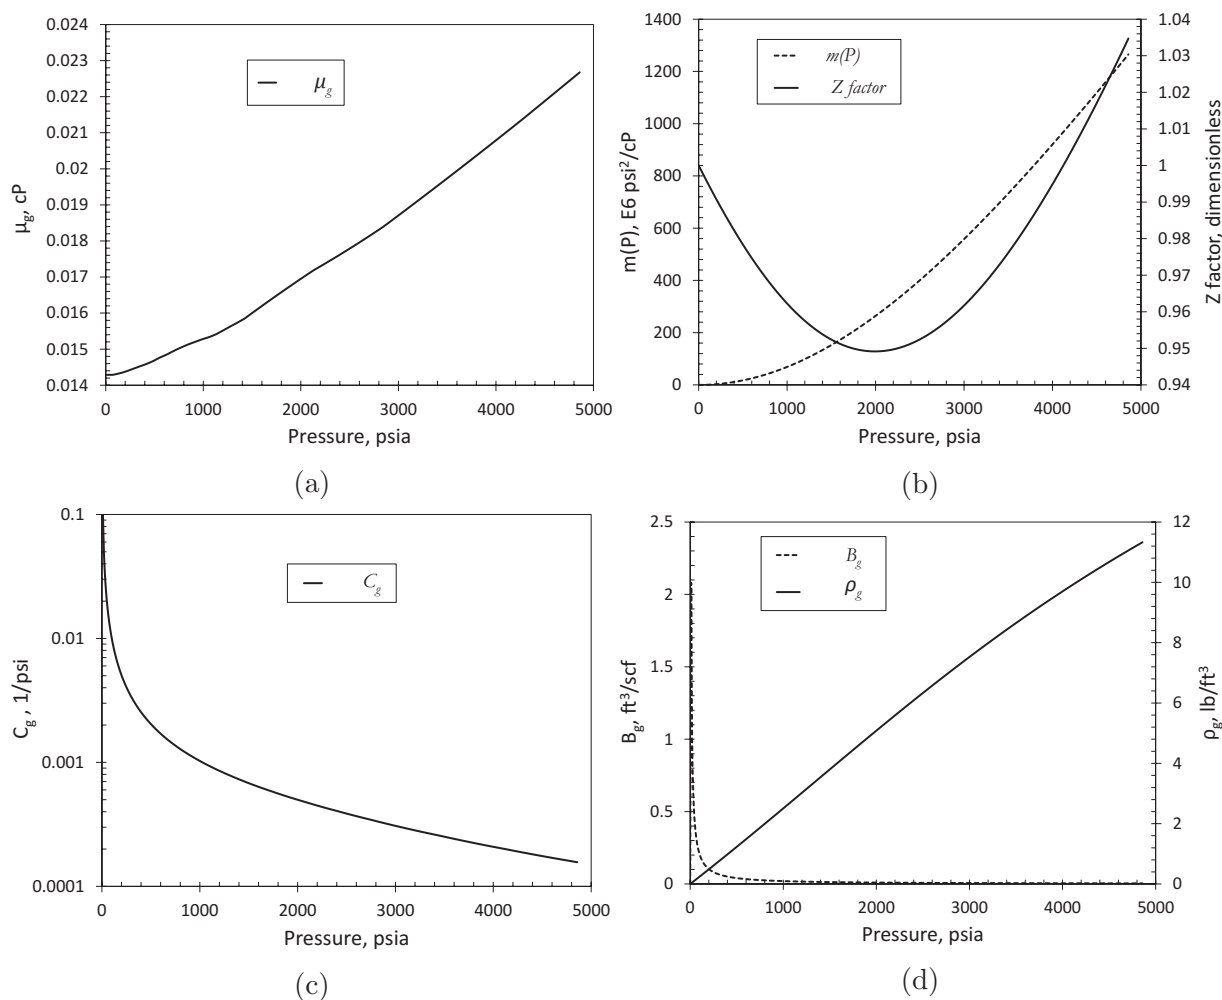 0.024
0.023
0.022
0.021
0.02
0.019
0.018
0.017
0.016
0.015
0.014
μg, cP
μg
0 1000 2000 3000 4000 5000
Pressure, psia
(a)
1400
1200
1000
800
600
400
200
0
m(P), E6 psi²/cP
m(P)
Z factor
1.04
1.03
1.02
1.01
1
0.99
0.98
0.97
0.96
0.95
0.94
Z factor, dimensionless
0 1000 2000 3000 4000 5000
Pressure, psia
(b)
0.1
0.01
0.001
0.0001
Cg , 1/psi
Cg
0 1000 2000 3000 4000 5000
Pressure, psia
(c)
2.5
2
1.5
1
0.5
0
Bg, ft³/scf
Bg
ρg
12
10
8
6
4
2
0
ρg, lb/ft³
0 1000 2000 3000 4000 5000
Pressure, psia
(d)